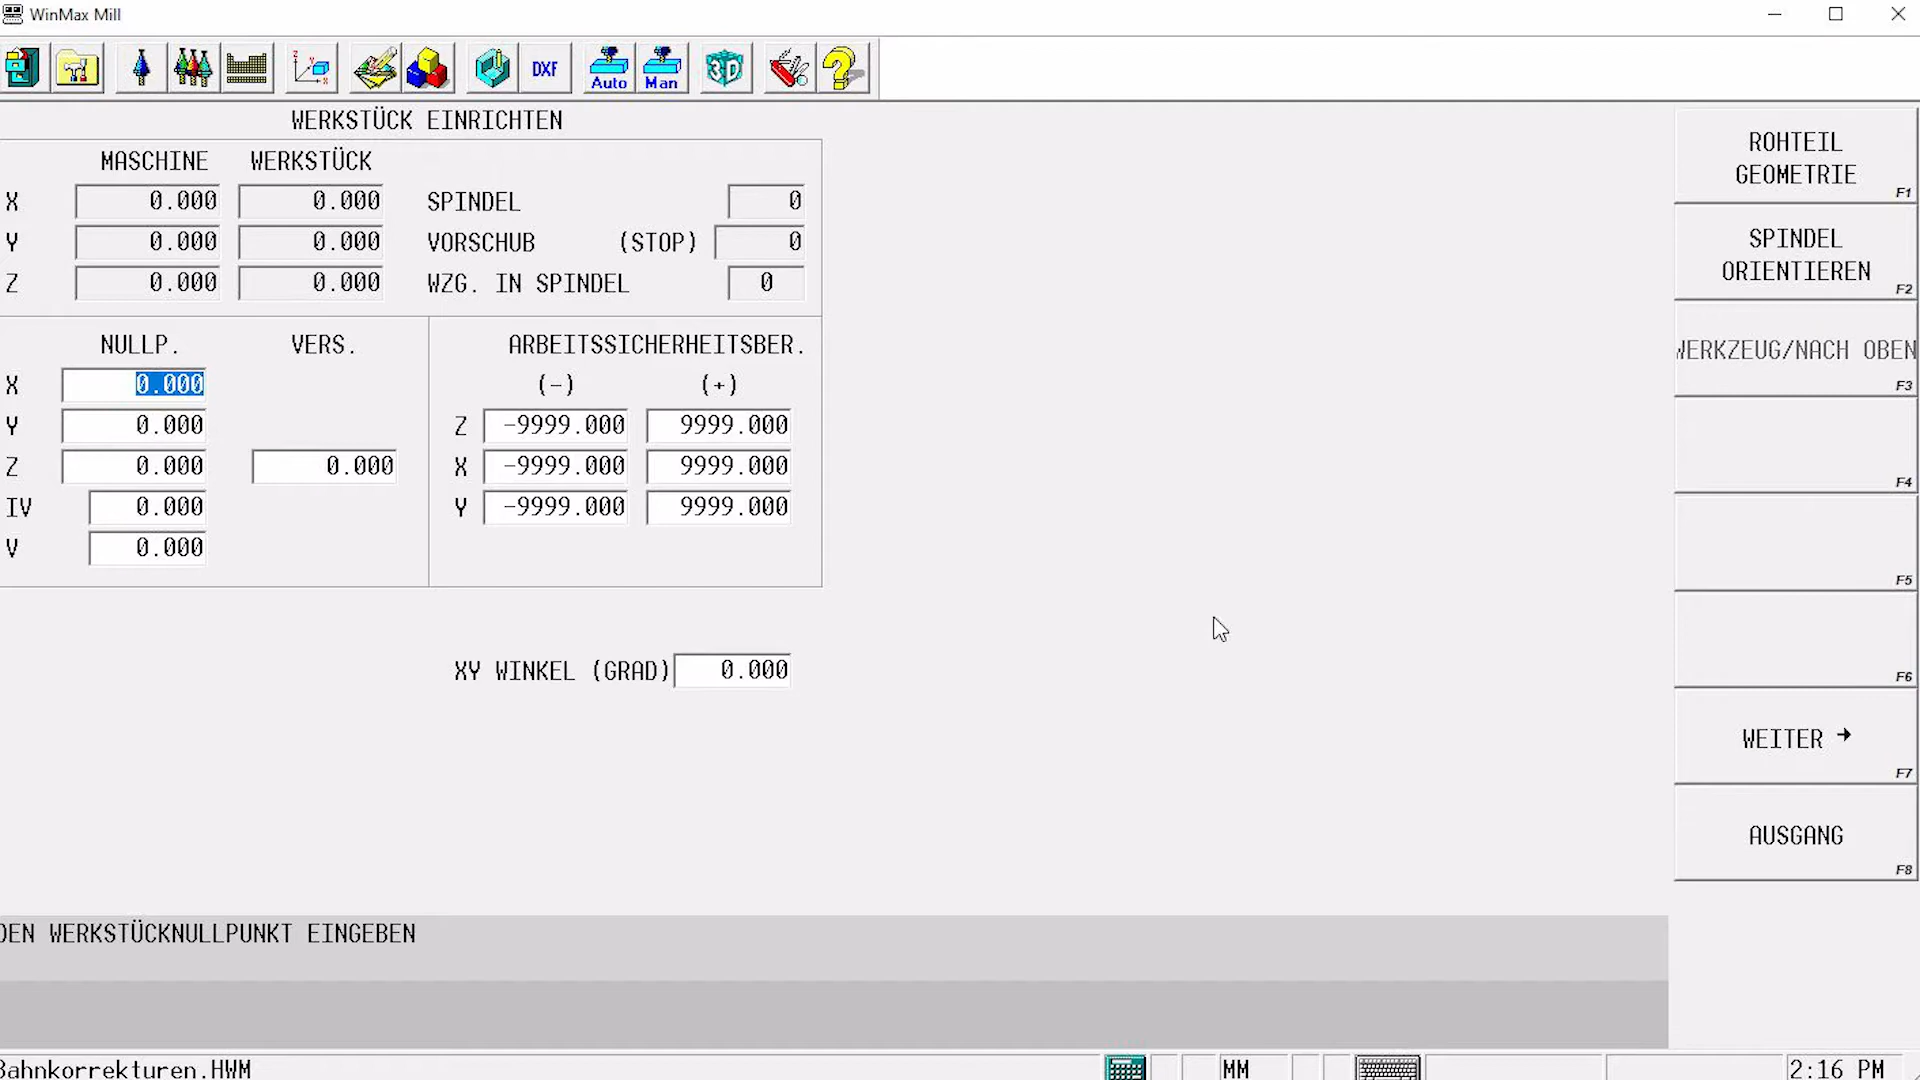 WinMax Mill
DXF
Auto
Man
3D
WERKSTÜCK EINRICHTEN
MASCHINE WERKSTÜCK
X 0.000 0.000 SPINDEL 0
Y 0.000 0.000 VORSCHUB (STOP) 0
Z 0.000 0.000 WZG. IN SPINDEL 0
NULLP. VERS. ARBEITSSICHERHEITSBER.
(-) (+)
X 0.000
Y 0.000 Z -9999.000 9999.000
Z 0.000 0.000 X -9999.000 9999.000
IV 0.000 Y -9999.000 9999.000
V 0.000
XY WINKEL (GRAD) 0.000
ROHTEIL
GEOMETRIE
F1
SPINDEL
ORIENTIEREN
F2
WERKZEUG/NACH OBEN
F3
F4
F5
F6
WEITER →
F7
AUSGANG
F8
DEN WERKSTÜCKNULLPUNKT EINGEBEN
Bahnkorrekturen.HWM MM 2:16 PM